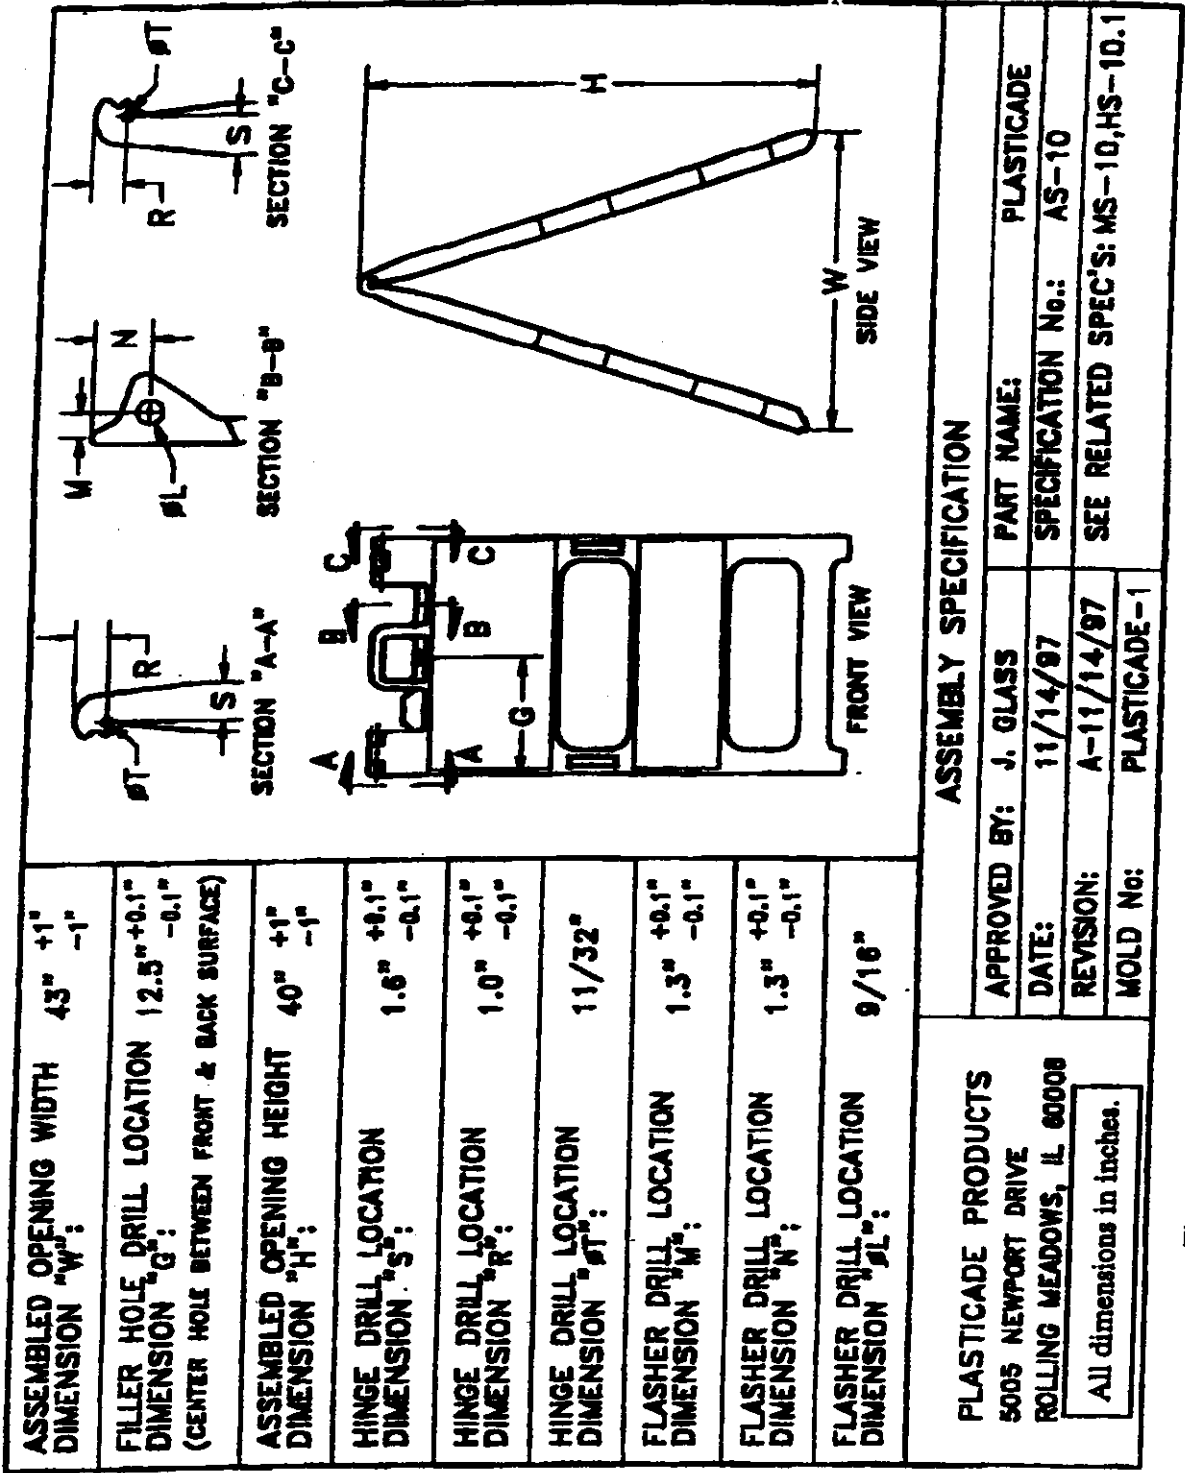 ASSEMBLED OPENING WIDTH 43" +1"
DIMENSION "W": -1"
FILLER HOLE DRILL LOCATION 12.5" +0.1"
DIMENSION "G": -0.1"
(CENTER HOLE BETWEEN FRONT & BACK SURFACE)
ASSEMBLED OPENING HEIGHT 40" +1"
DIMENSION "H": -1"
HINGE DRILL LOCATION 1.6" +0.1"
DIMENSION "S": -0.1"
HINGE DRILL LOCATION 1.0" +0.1"
DIMENSION "R": -0.1"
HINGE DRILL LOCATION 11/32"
DIMENSION "øT":
FLASHER DRILL LOCATION 1.3" +0.1"
DIMENSION "M": -0.1"
FLASHER DRILL LOCATION 1.3" +0.1"
DIMENSION "N": -0.1"
FLASHER DRILL LOCATION 9/16"
DIMENSION "øL":
øT
R
S
SECTION "A-A"
M
N
øL
SECTION "B-B"
øT
R
S
SECTION "C-C"
A
B
C
A
B
C
G
FRONT VIEW
H
W
SIDE VIEW
ASSEMBLY SPECIFICATION
PLASTICADE PRODUCTS
5005 NEWPORT DRIVE
ROLLING MEADOWS, IL 60008
All dimensions in inches.
APPROVED BY: J. GLASS
DATE: 11/14/97
REVISION: A-11/14/97
MOLD No: PLASTICADE-1
PART NAME: PLASTICADE
SPECIFICATION No.: AS-10
SEE RELATED SPEC'S: MS-10,HS-10.1